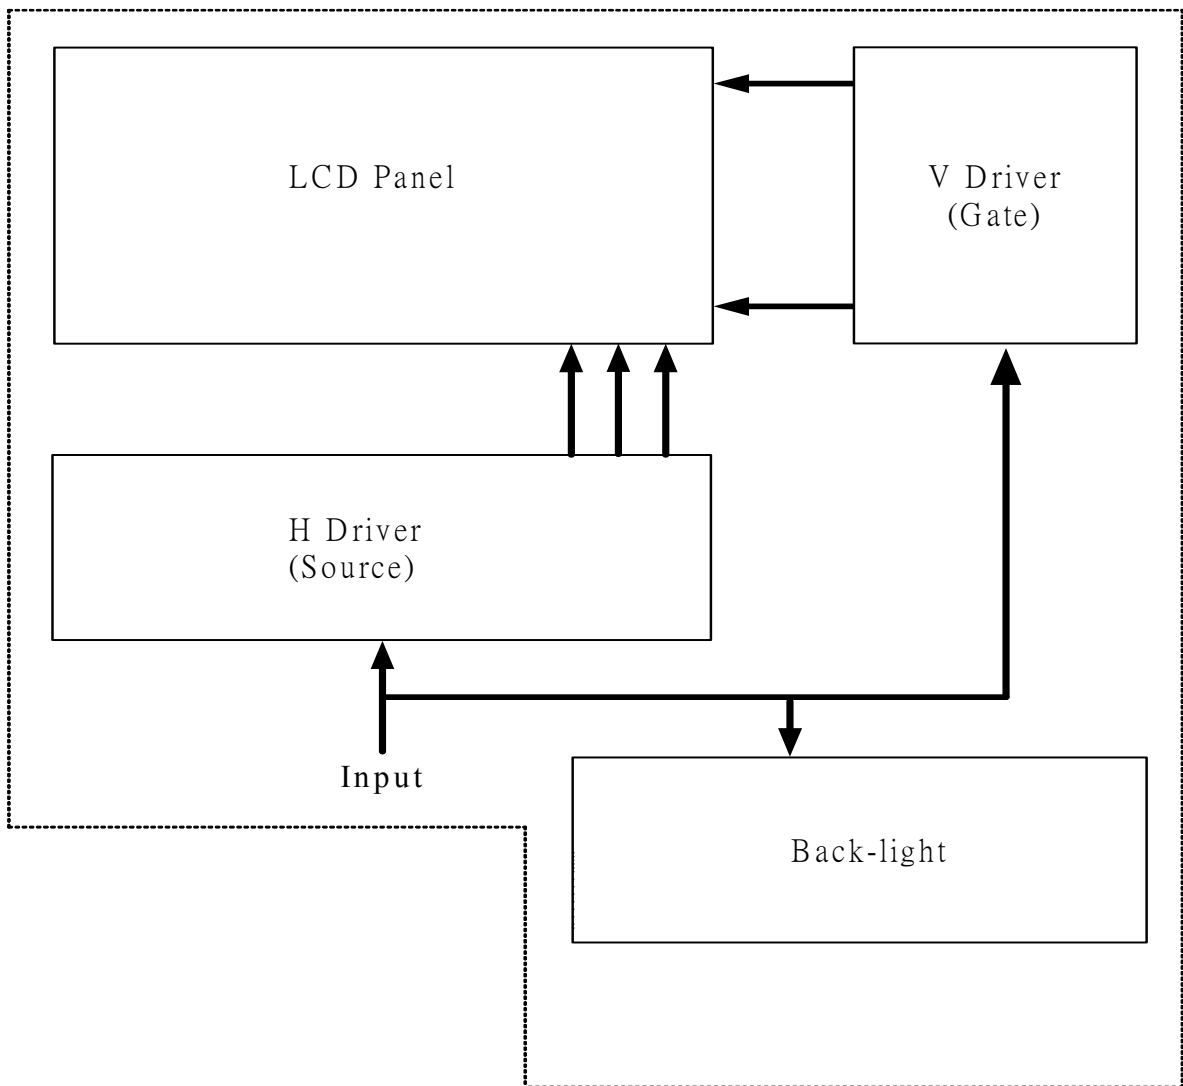 LCD Panel
V Driver
(Gate)
H Driver
(Source)
Input
Back-light